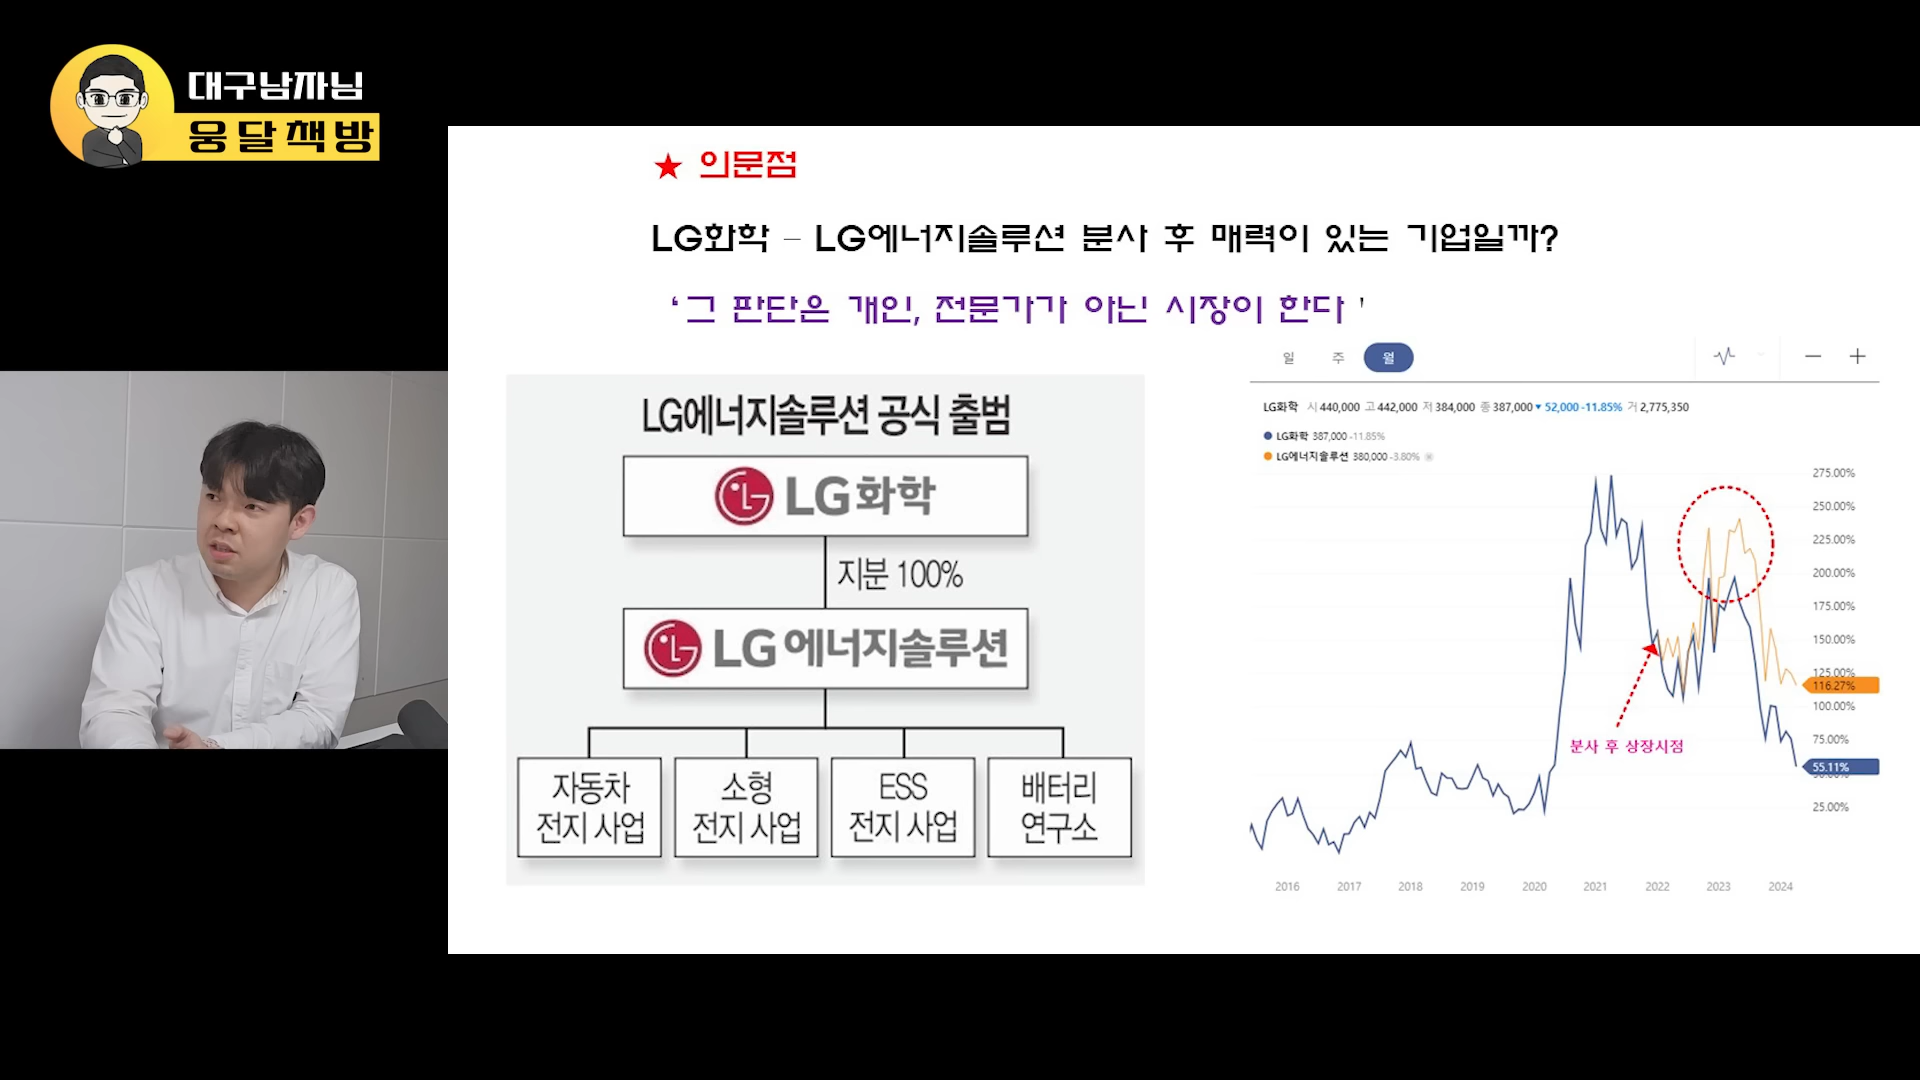 대구남자님
웅달책방
★ 의문점
LG화학 – LG에너지솔루션 분사 후 매력이 있는 기업일까?
‘그 판단은 개인, 전문가가 아닌 시장이 한다 '
LG에너지솔루션 공식 출범
LG화학
지분 100%
LG에너지솔루션
자동차
전지 사업
소형
전지 사업
ESS
전지 사업
배터리
연구소
일 주 월
LG화학 시 440,000 고 442,000 저 384,000 종 387,000 ▼ 52,000 -11.85% 거 2,775,350
LG화학 387,000 -11.85%
LG에너지솔루션 380,000 -3.80%
275.00%
250.00%
225.00%
200.00%
175.00%
150.00%
125.00%
116.27%
100.00%
75.00%
55.11%
25.00%
분사 후 상장시점
2016 2017 2018 2019 2020 2021 2022 2023 2024